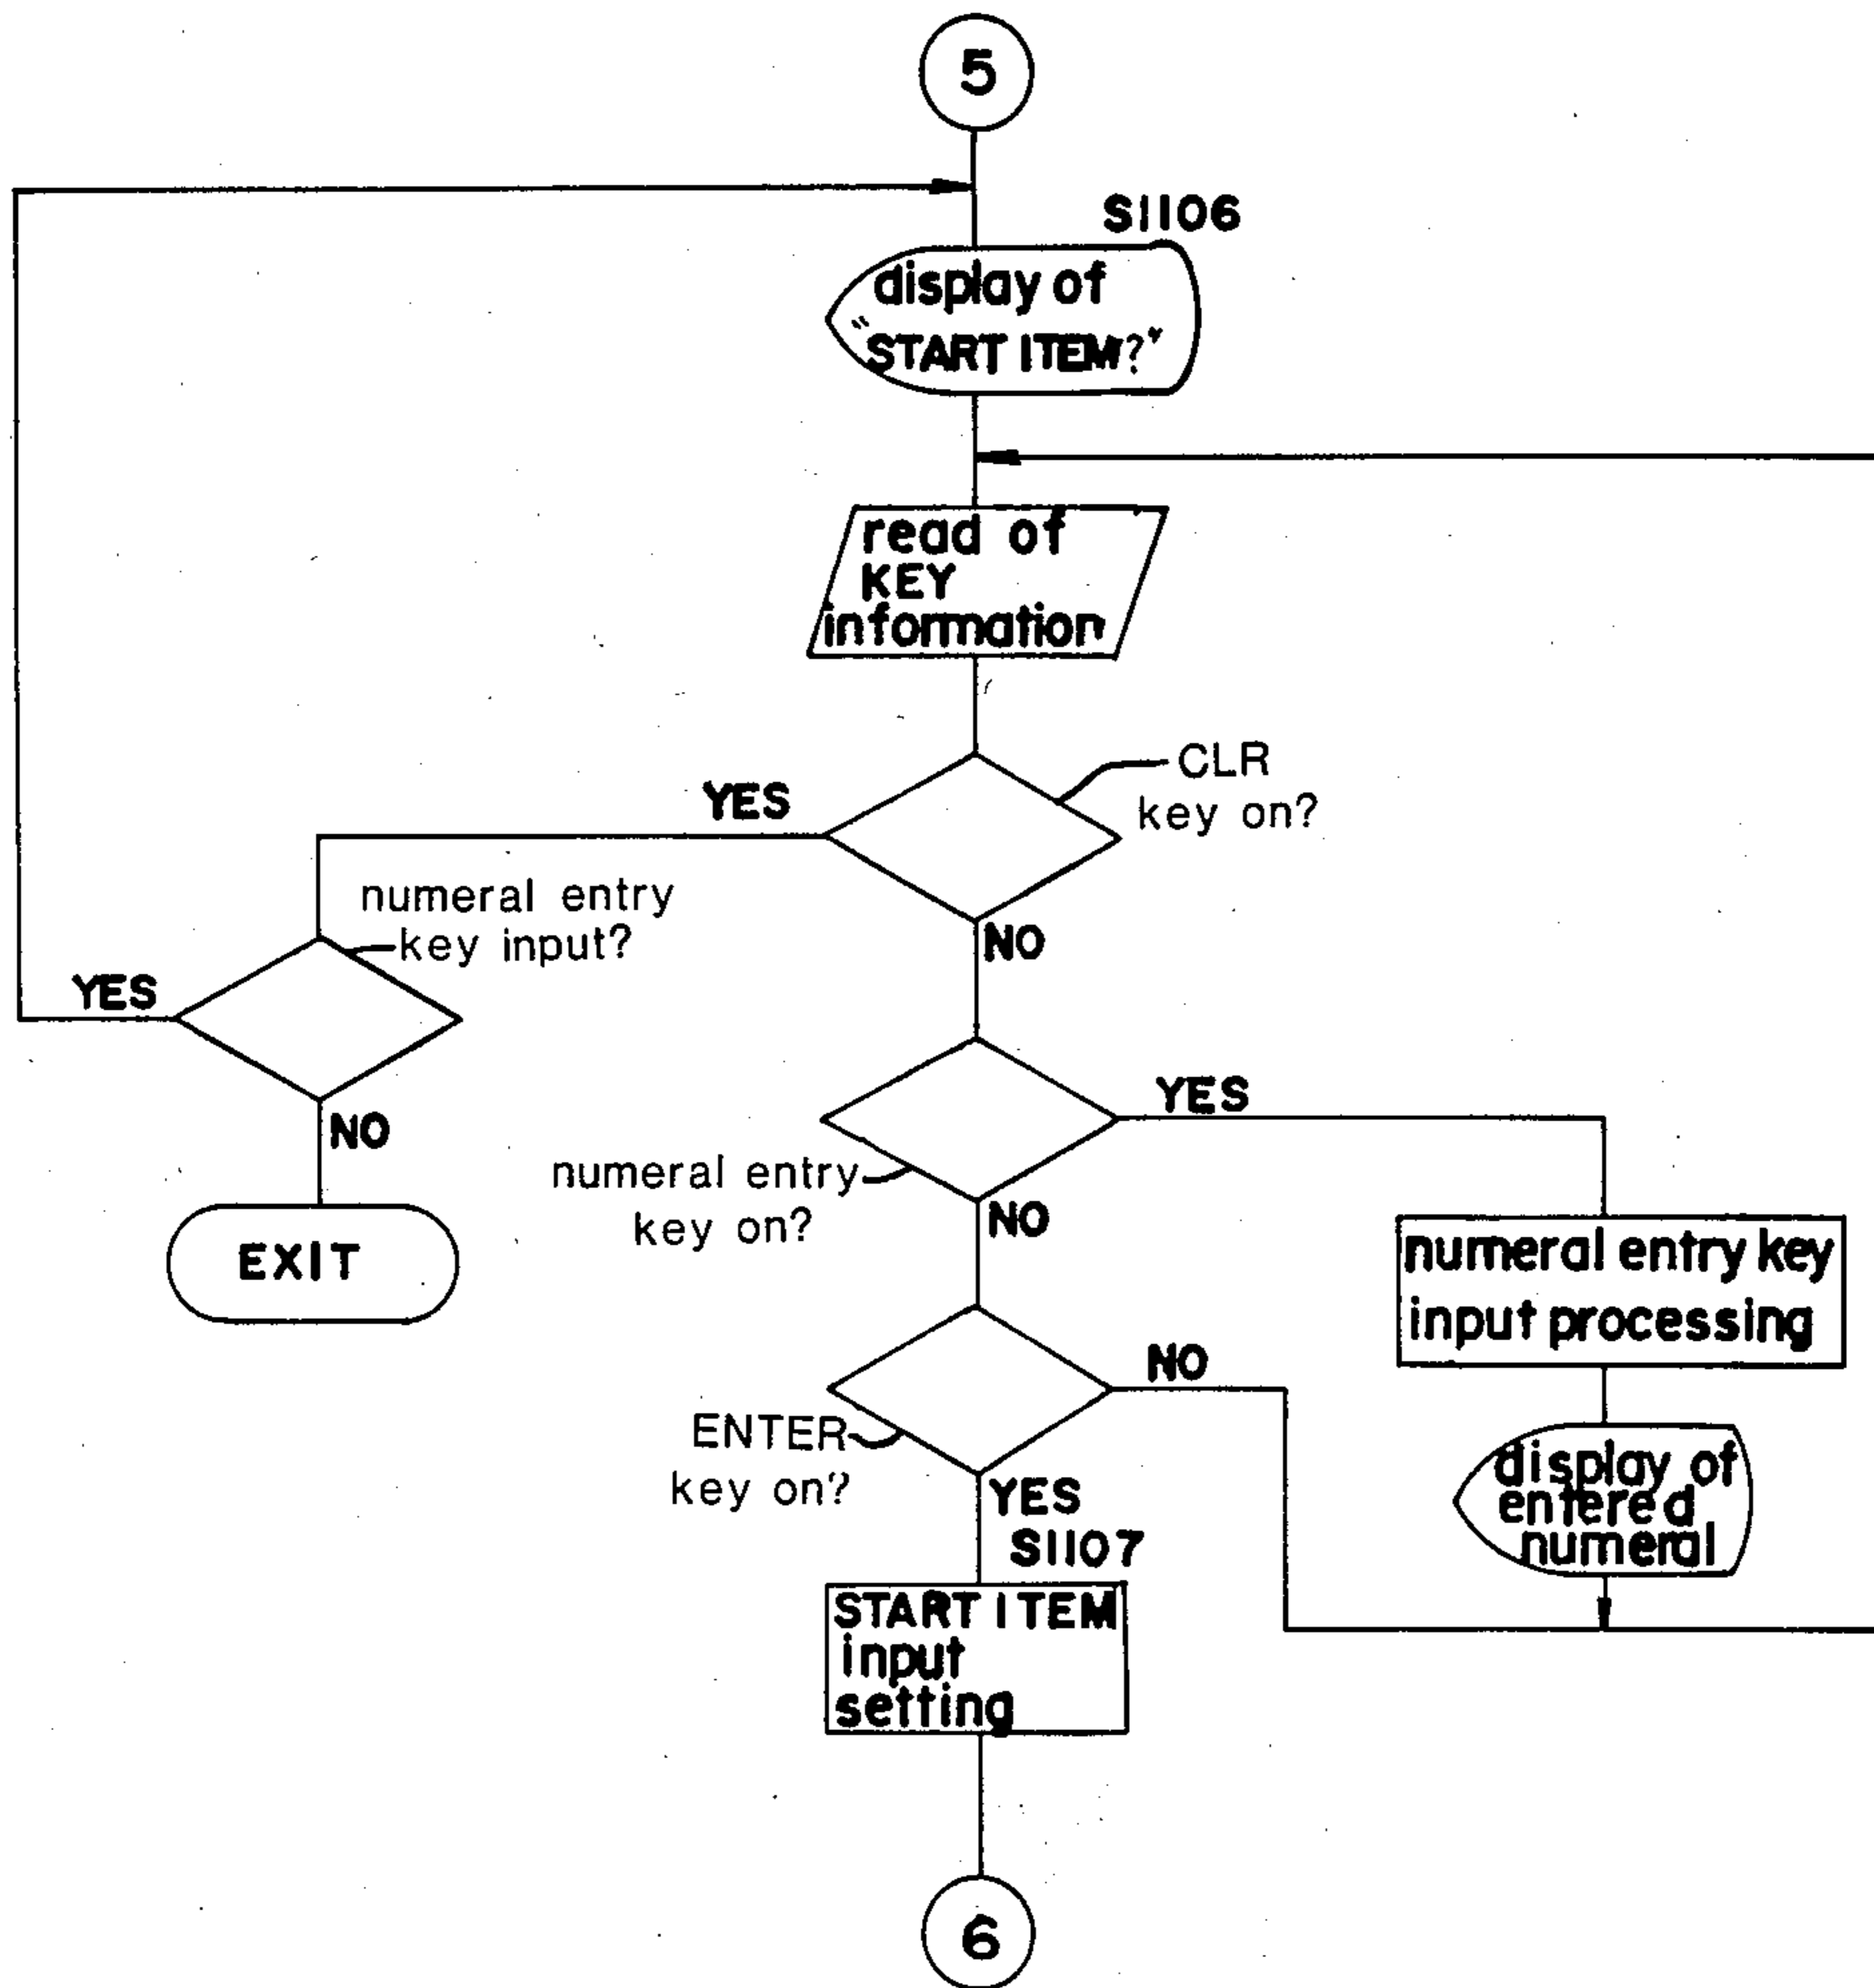 5
S1106
display of
"START ITEM?"
read of
KEY
information
CLR
key on?
YES
NO
numeral entry
key input?
YES
NO
EXIT
numeral entry
key on?
YES
NO
numeral entry key
input processing
display of
entered
numeral
ENTER
key on?
NO
YES
S1107
START ITEM
input
setting
6